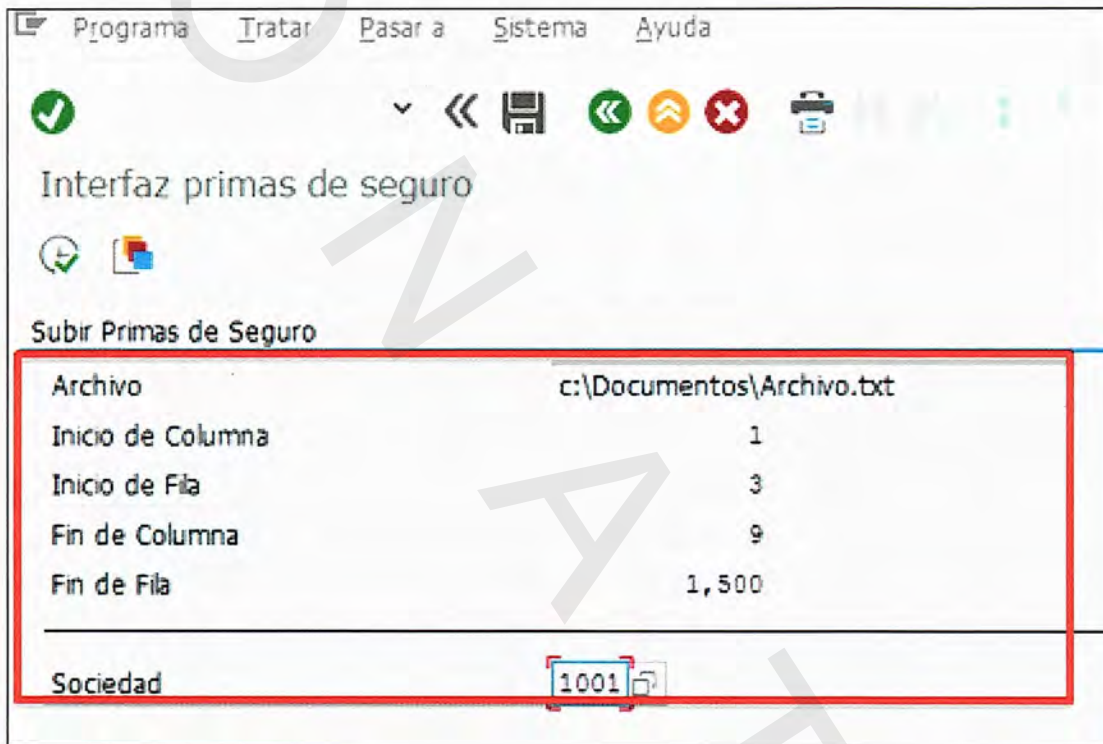 Programa Tratar Pasar a Sistema Ayuda
Interfaz primas de seguro
Subir Primas de Seguro
Archivo c:\Documentos\Archivo.txt
Inicio de Columna 1
Inicio de Fila 3
Fin de Columna 9
Fin de Fila 1,500
Sociedad 1001